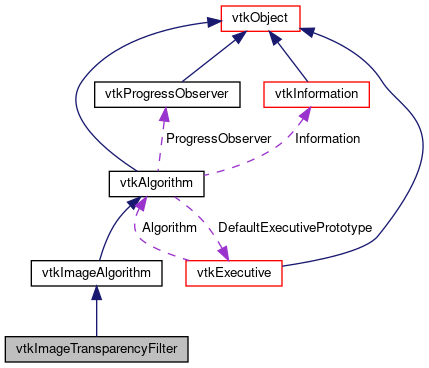 vtkObject
vtkProgressObserver
vtkInformation
ProgressObserver
Information
vtkAlgorithm
Algorithm
DefaultExecutivePrototype
vtkImageAlgorithm
vtkExecutive
vtkImageTransparencyFilter